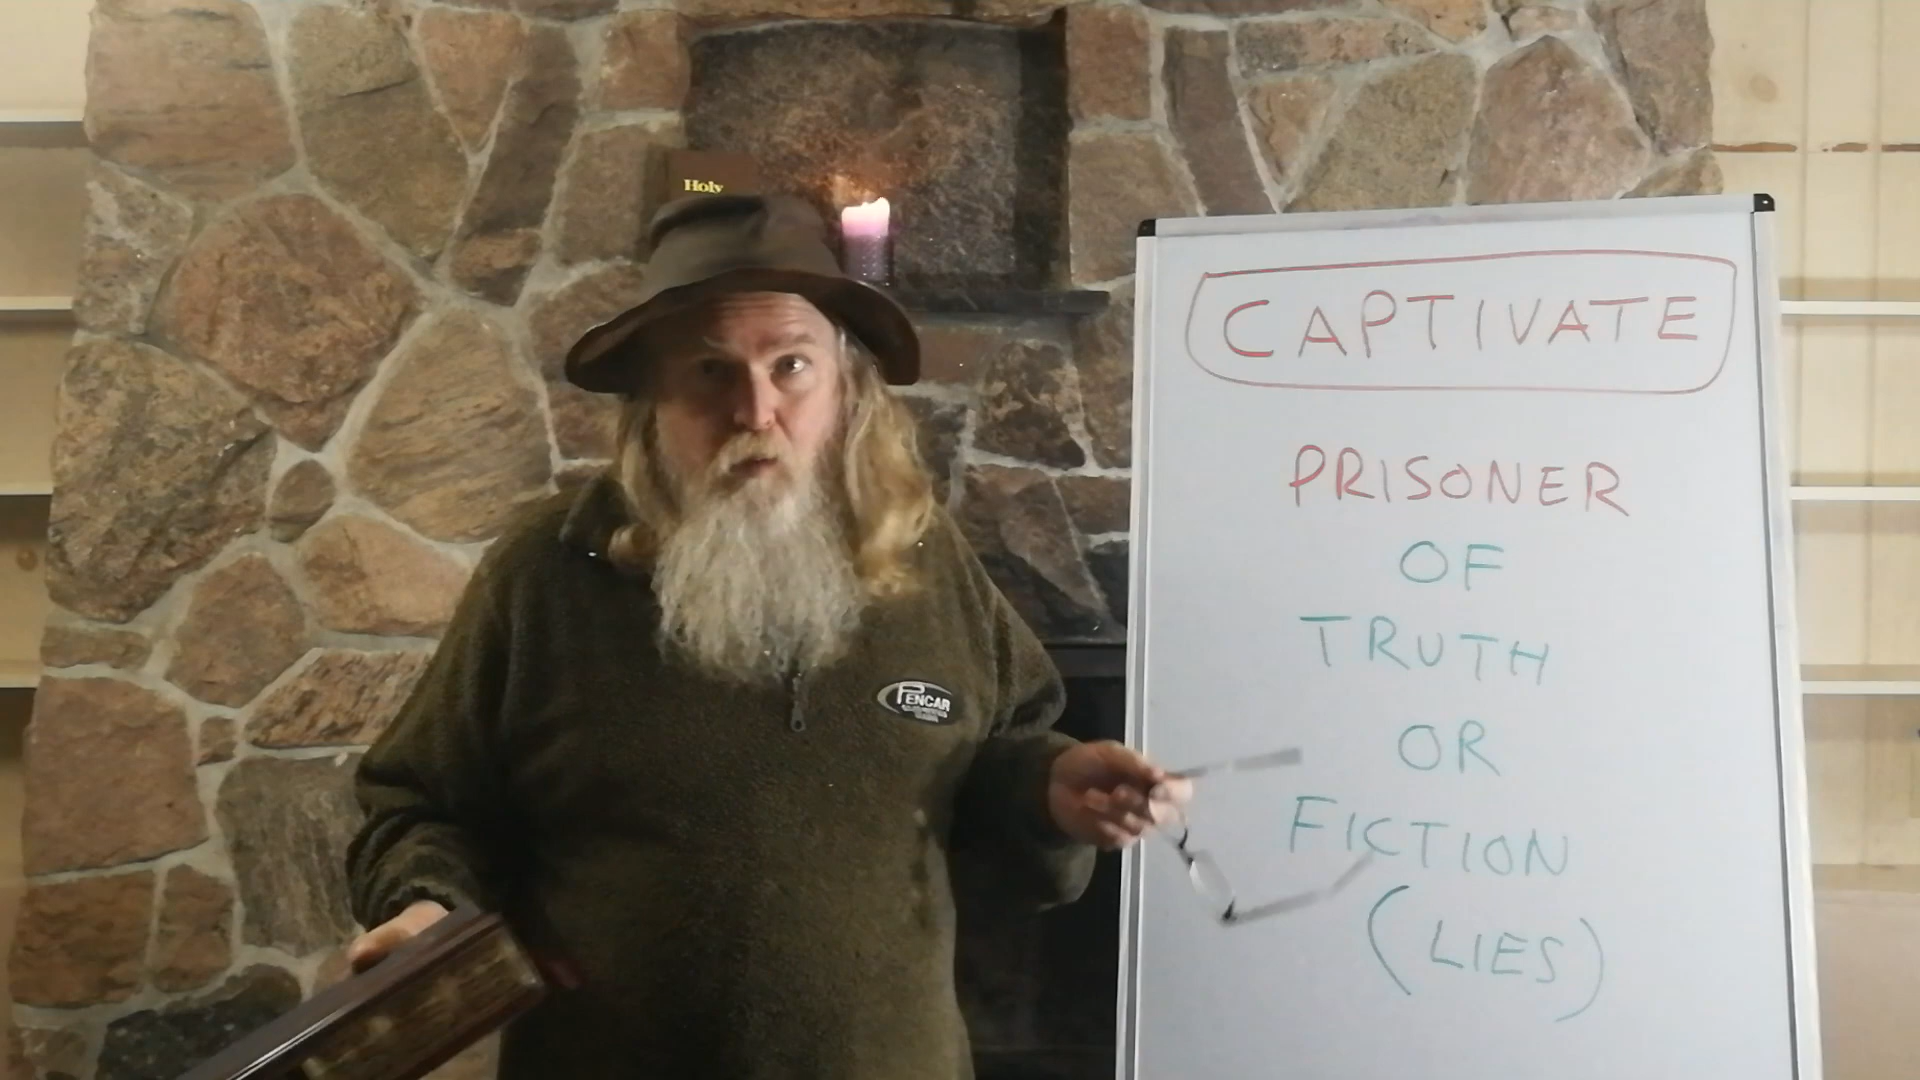 Holy
CAPTIVATE
PRISONER
OF
TRUTH
OR
FICTION
(LIES)
PENCAR